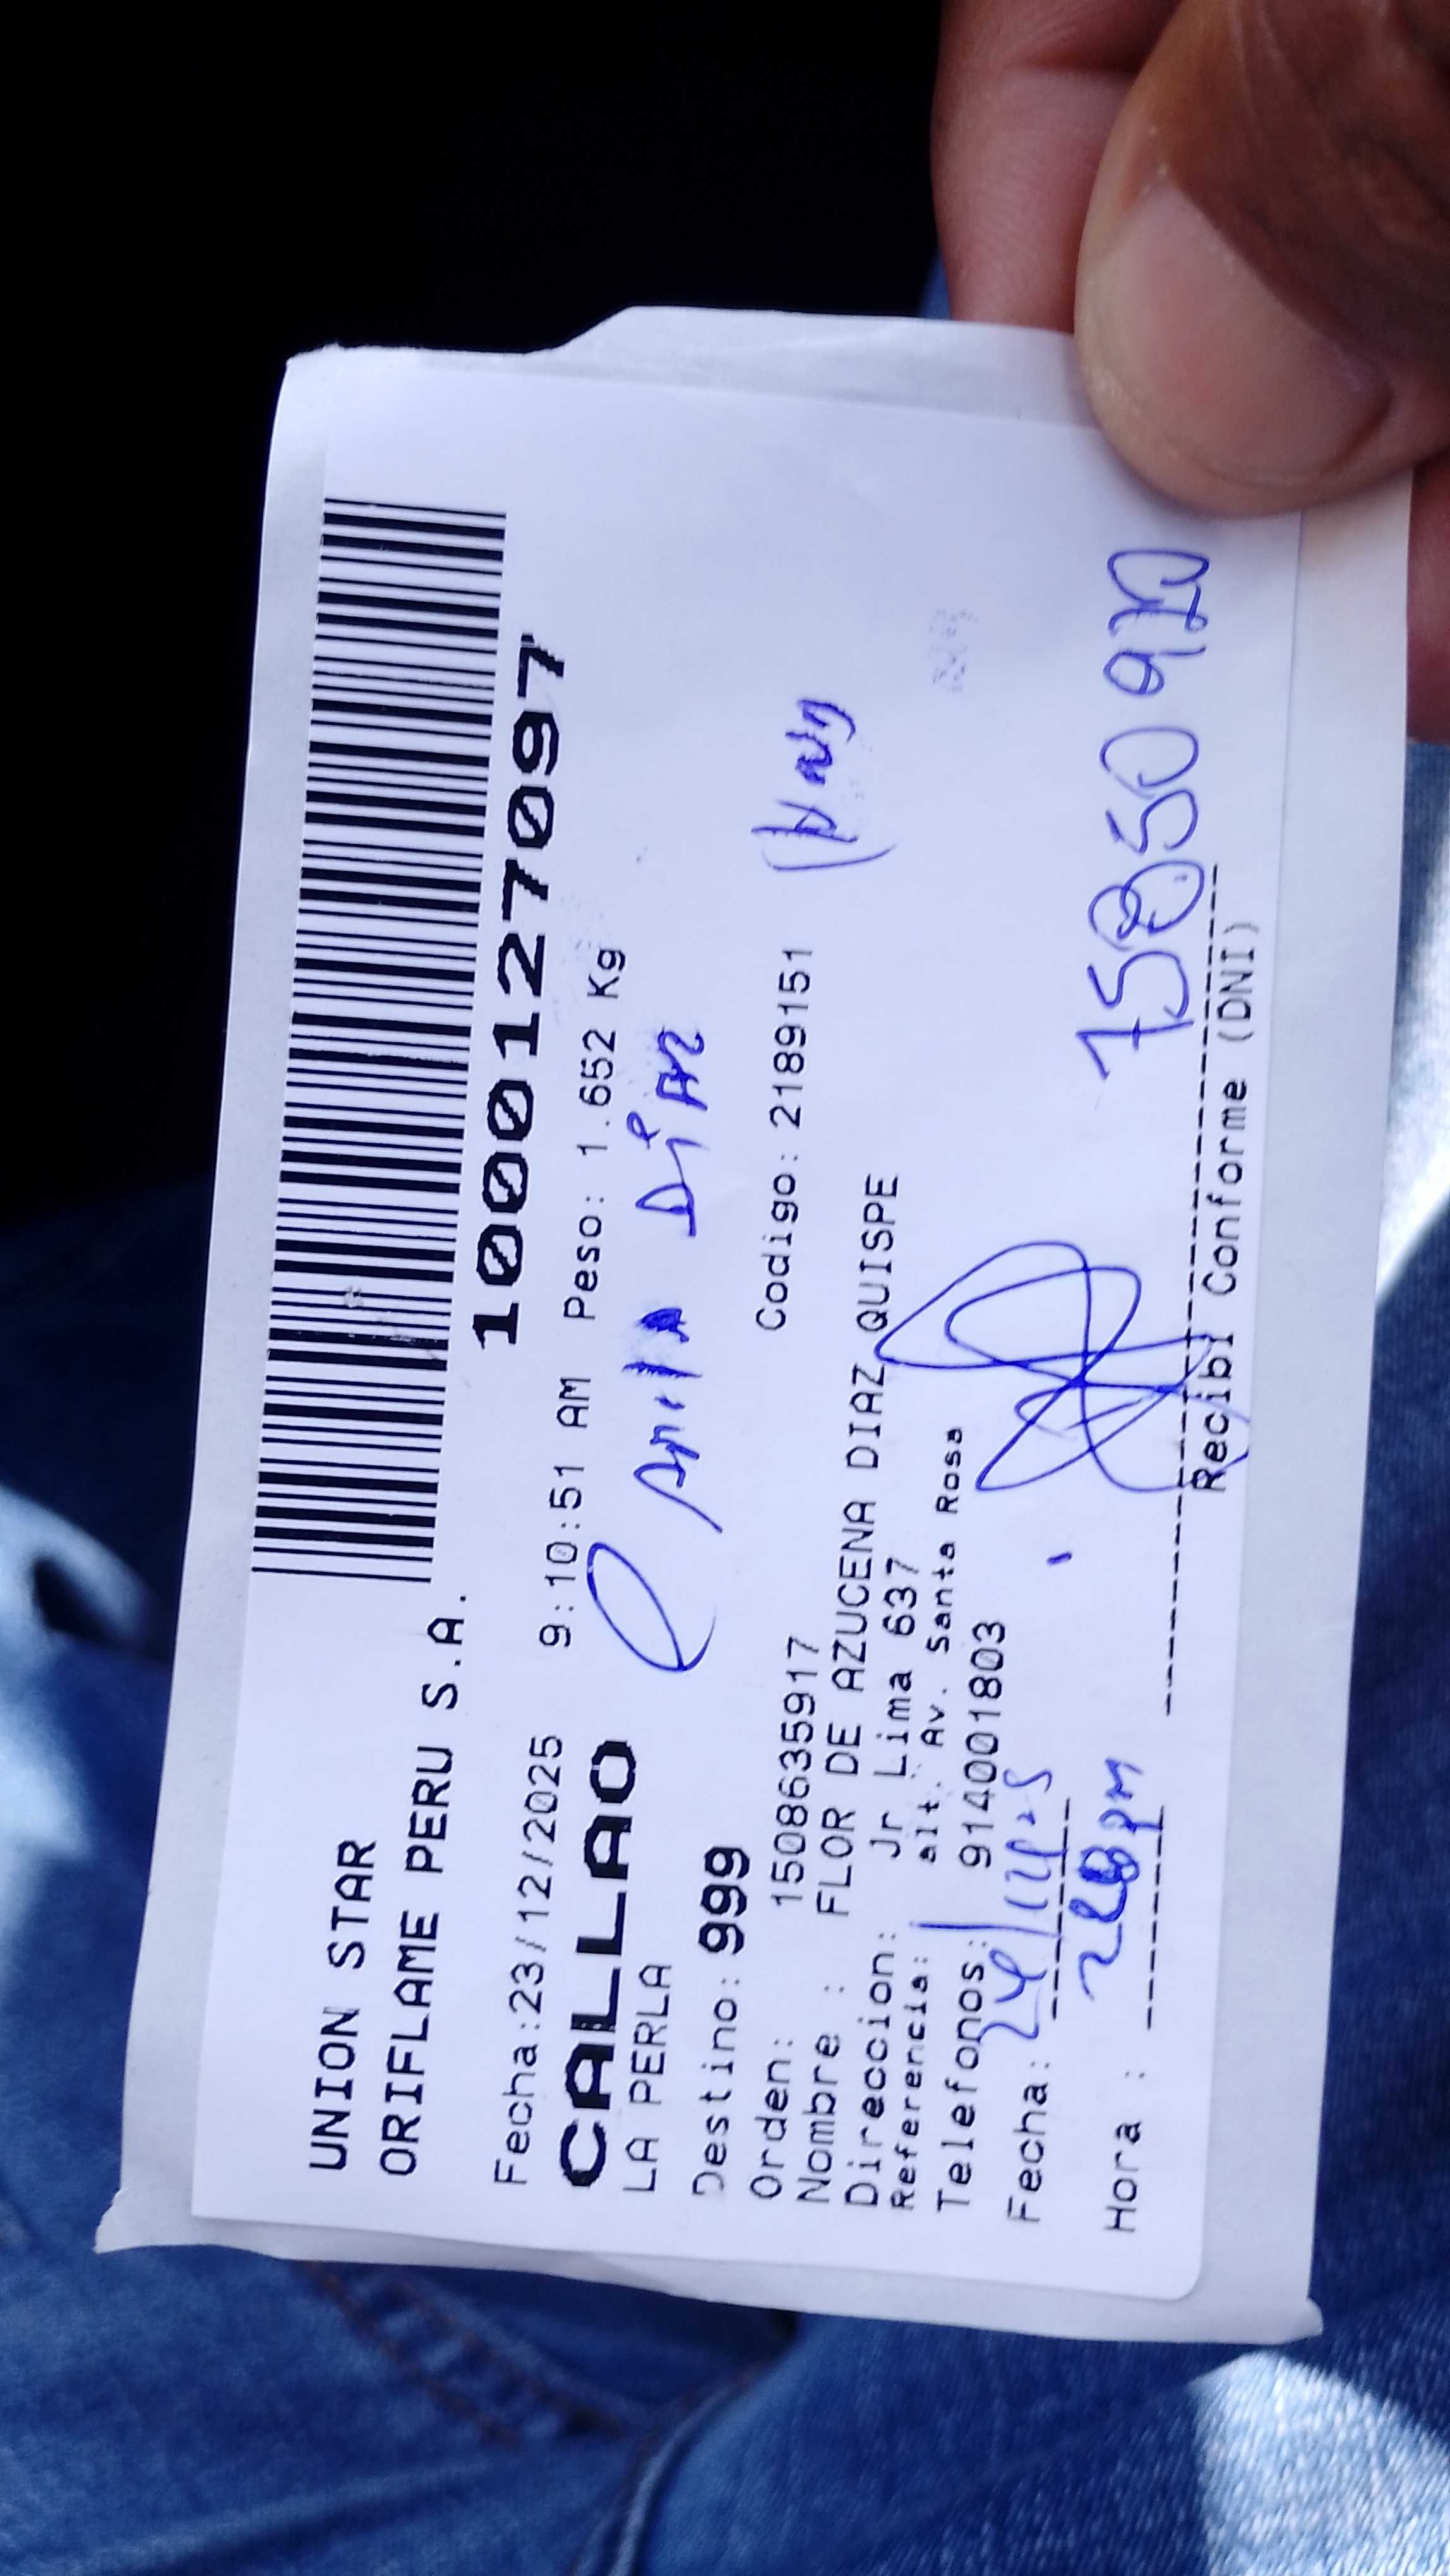 UNION STAR
ORIFLAME PERU S.A.
1000127097
Fecha:23/12/2025 9:10:51 AM Peso: 1.652 Kg
CALLAO
LA PERLA
Diaz
Destino: 999
Orden: 1508635917 Codigo: 2189151
Nombre : FLOR DE AZUCENA DIAZ QUISPE
Direccion: Jr Lima 637
Referencia: alt. Av. Santa Rosa
Telefonos: 914001803
Fecha:
Hora : pm
Recibi Conforme (DNI)